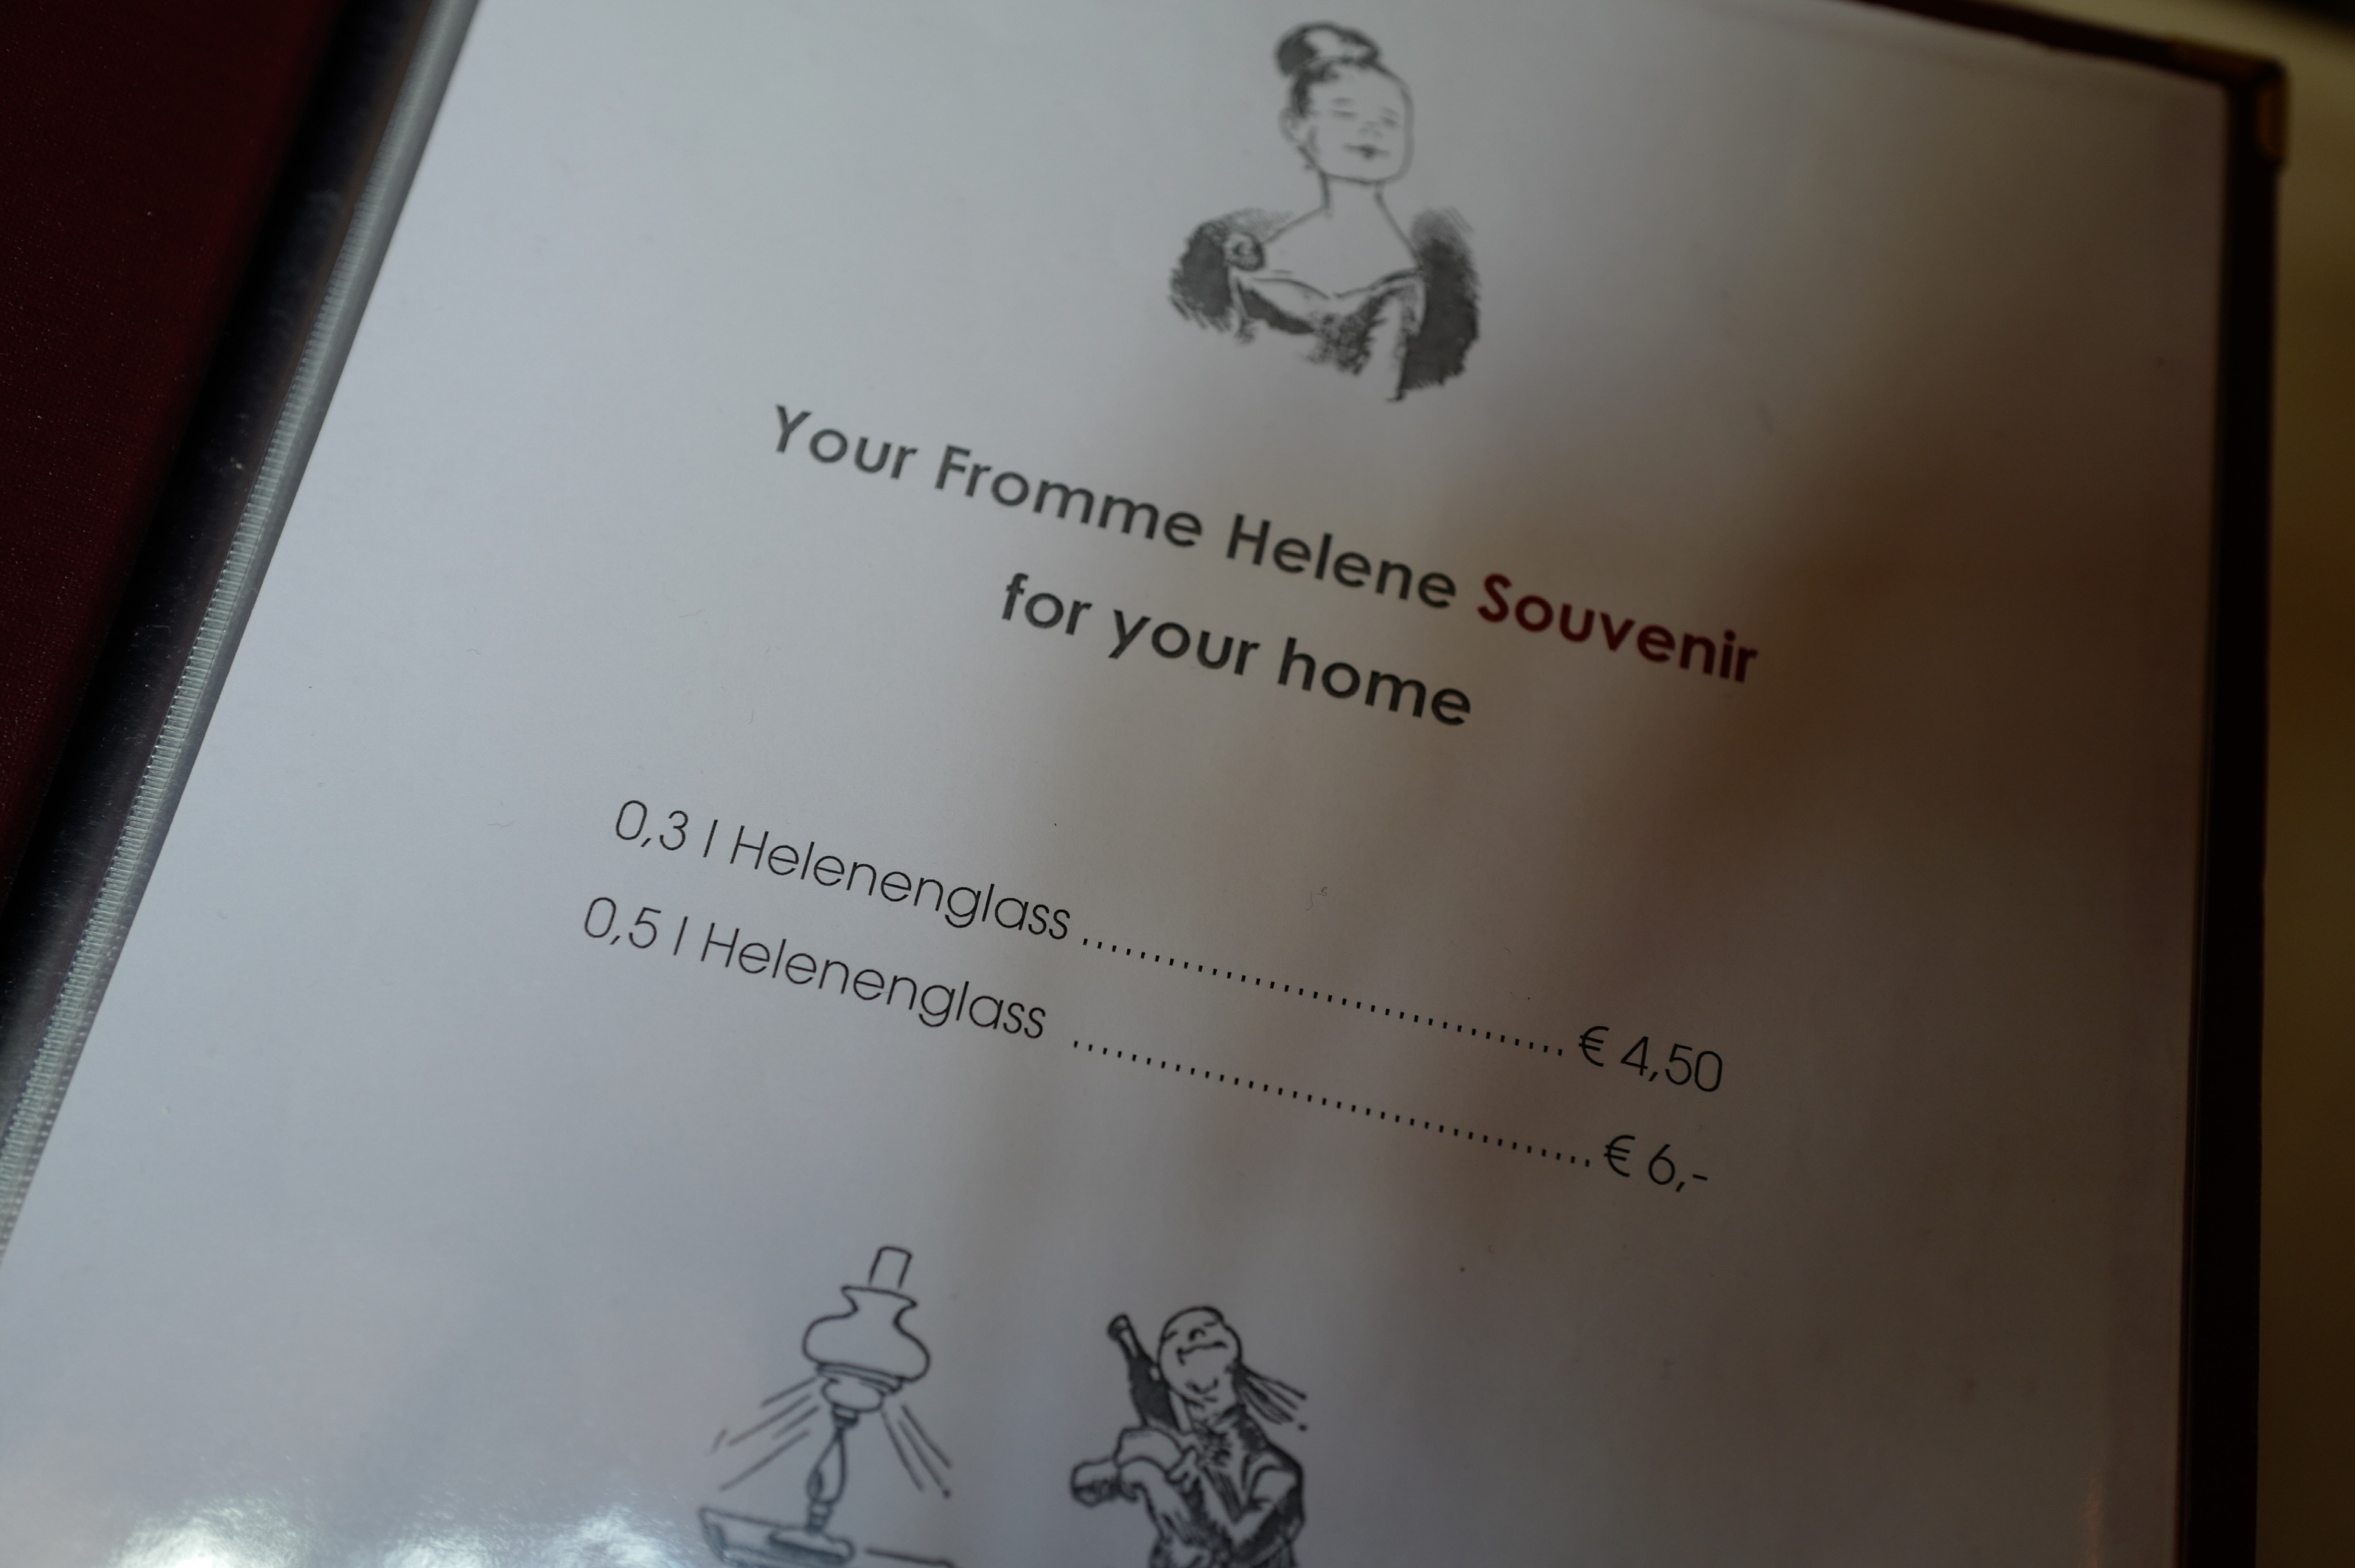 Your Fromme Helene Souvenir
for your home
0,3 l Helenenglass .................................. € 4,50
0,5 l Helenenglass .................................... € 6,-